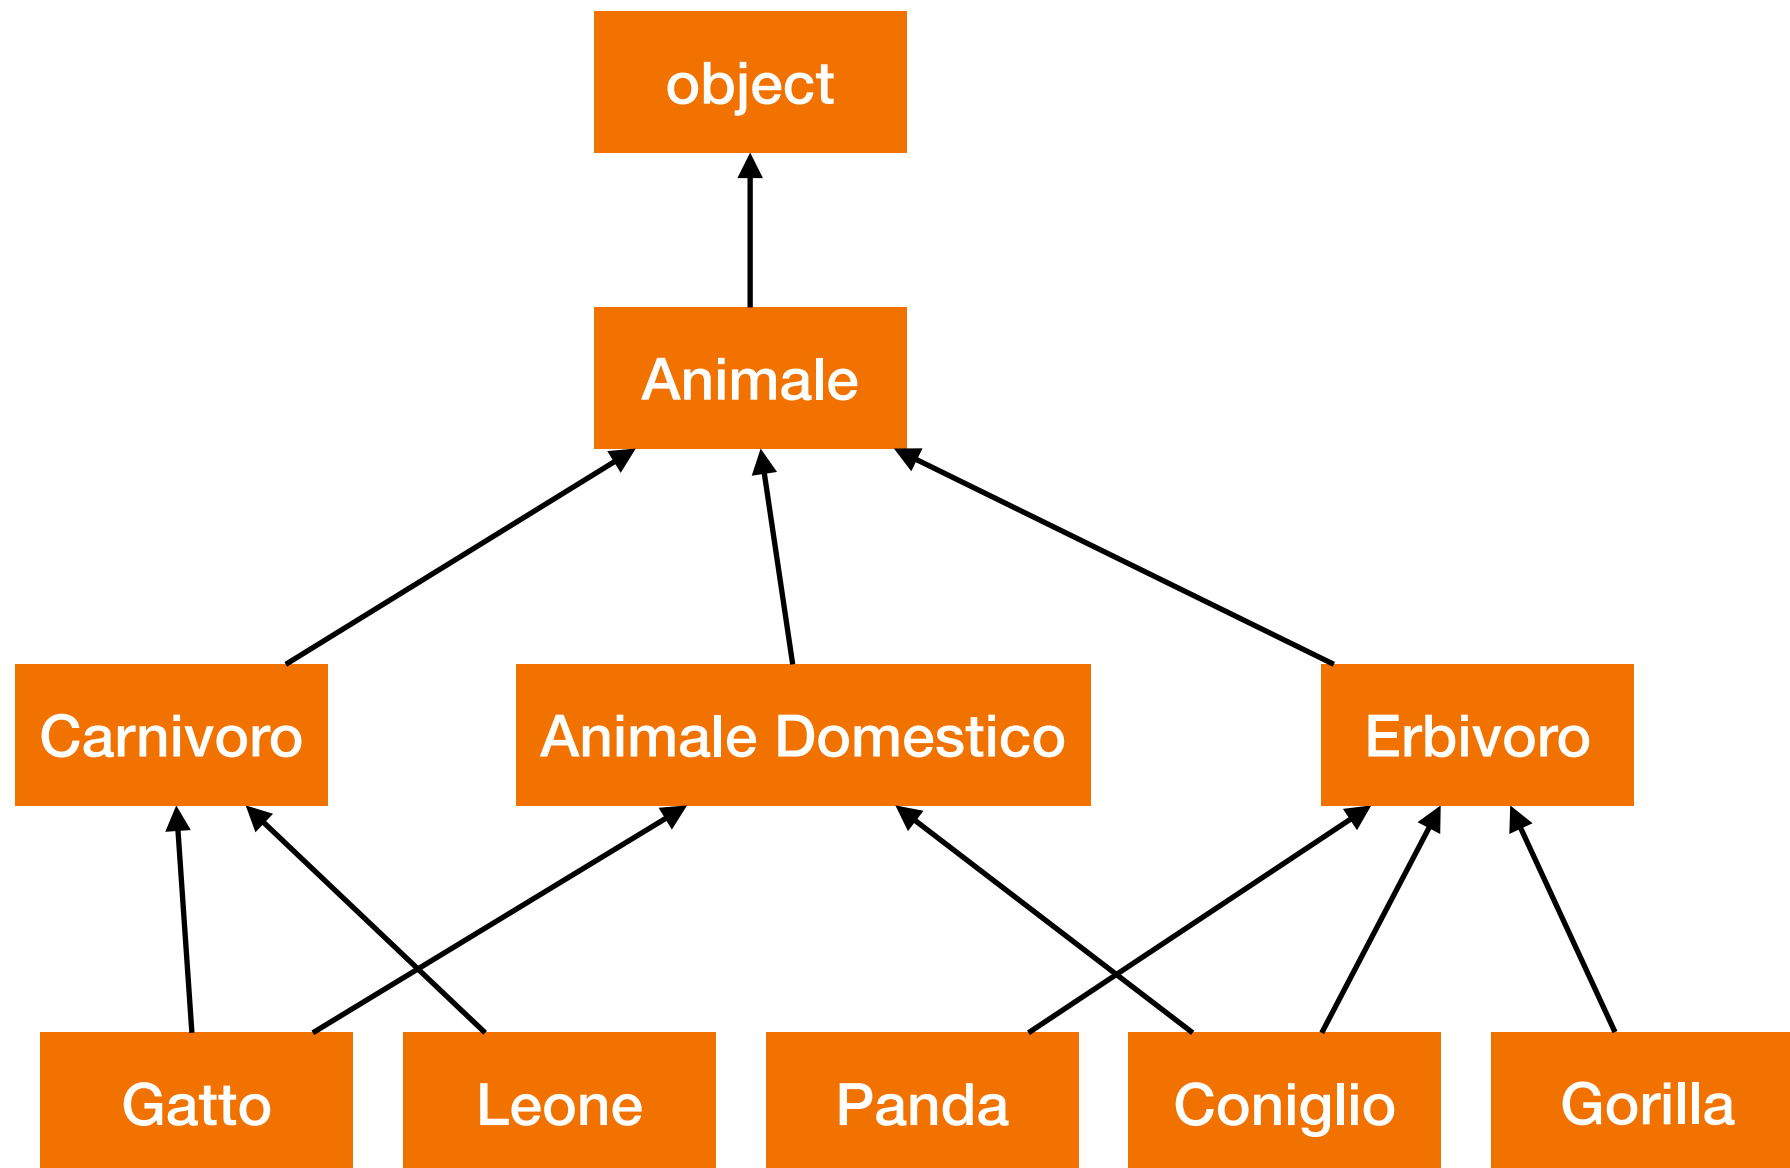 object
Animale
Carnivoro
Animale Domestico
Erbivoro
Gatto
Leone
Panda
Coniglio
Gorilla